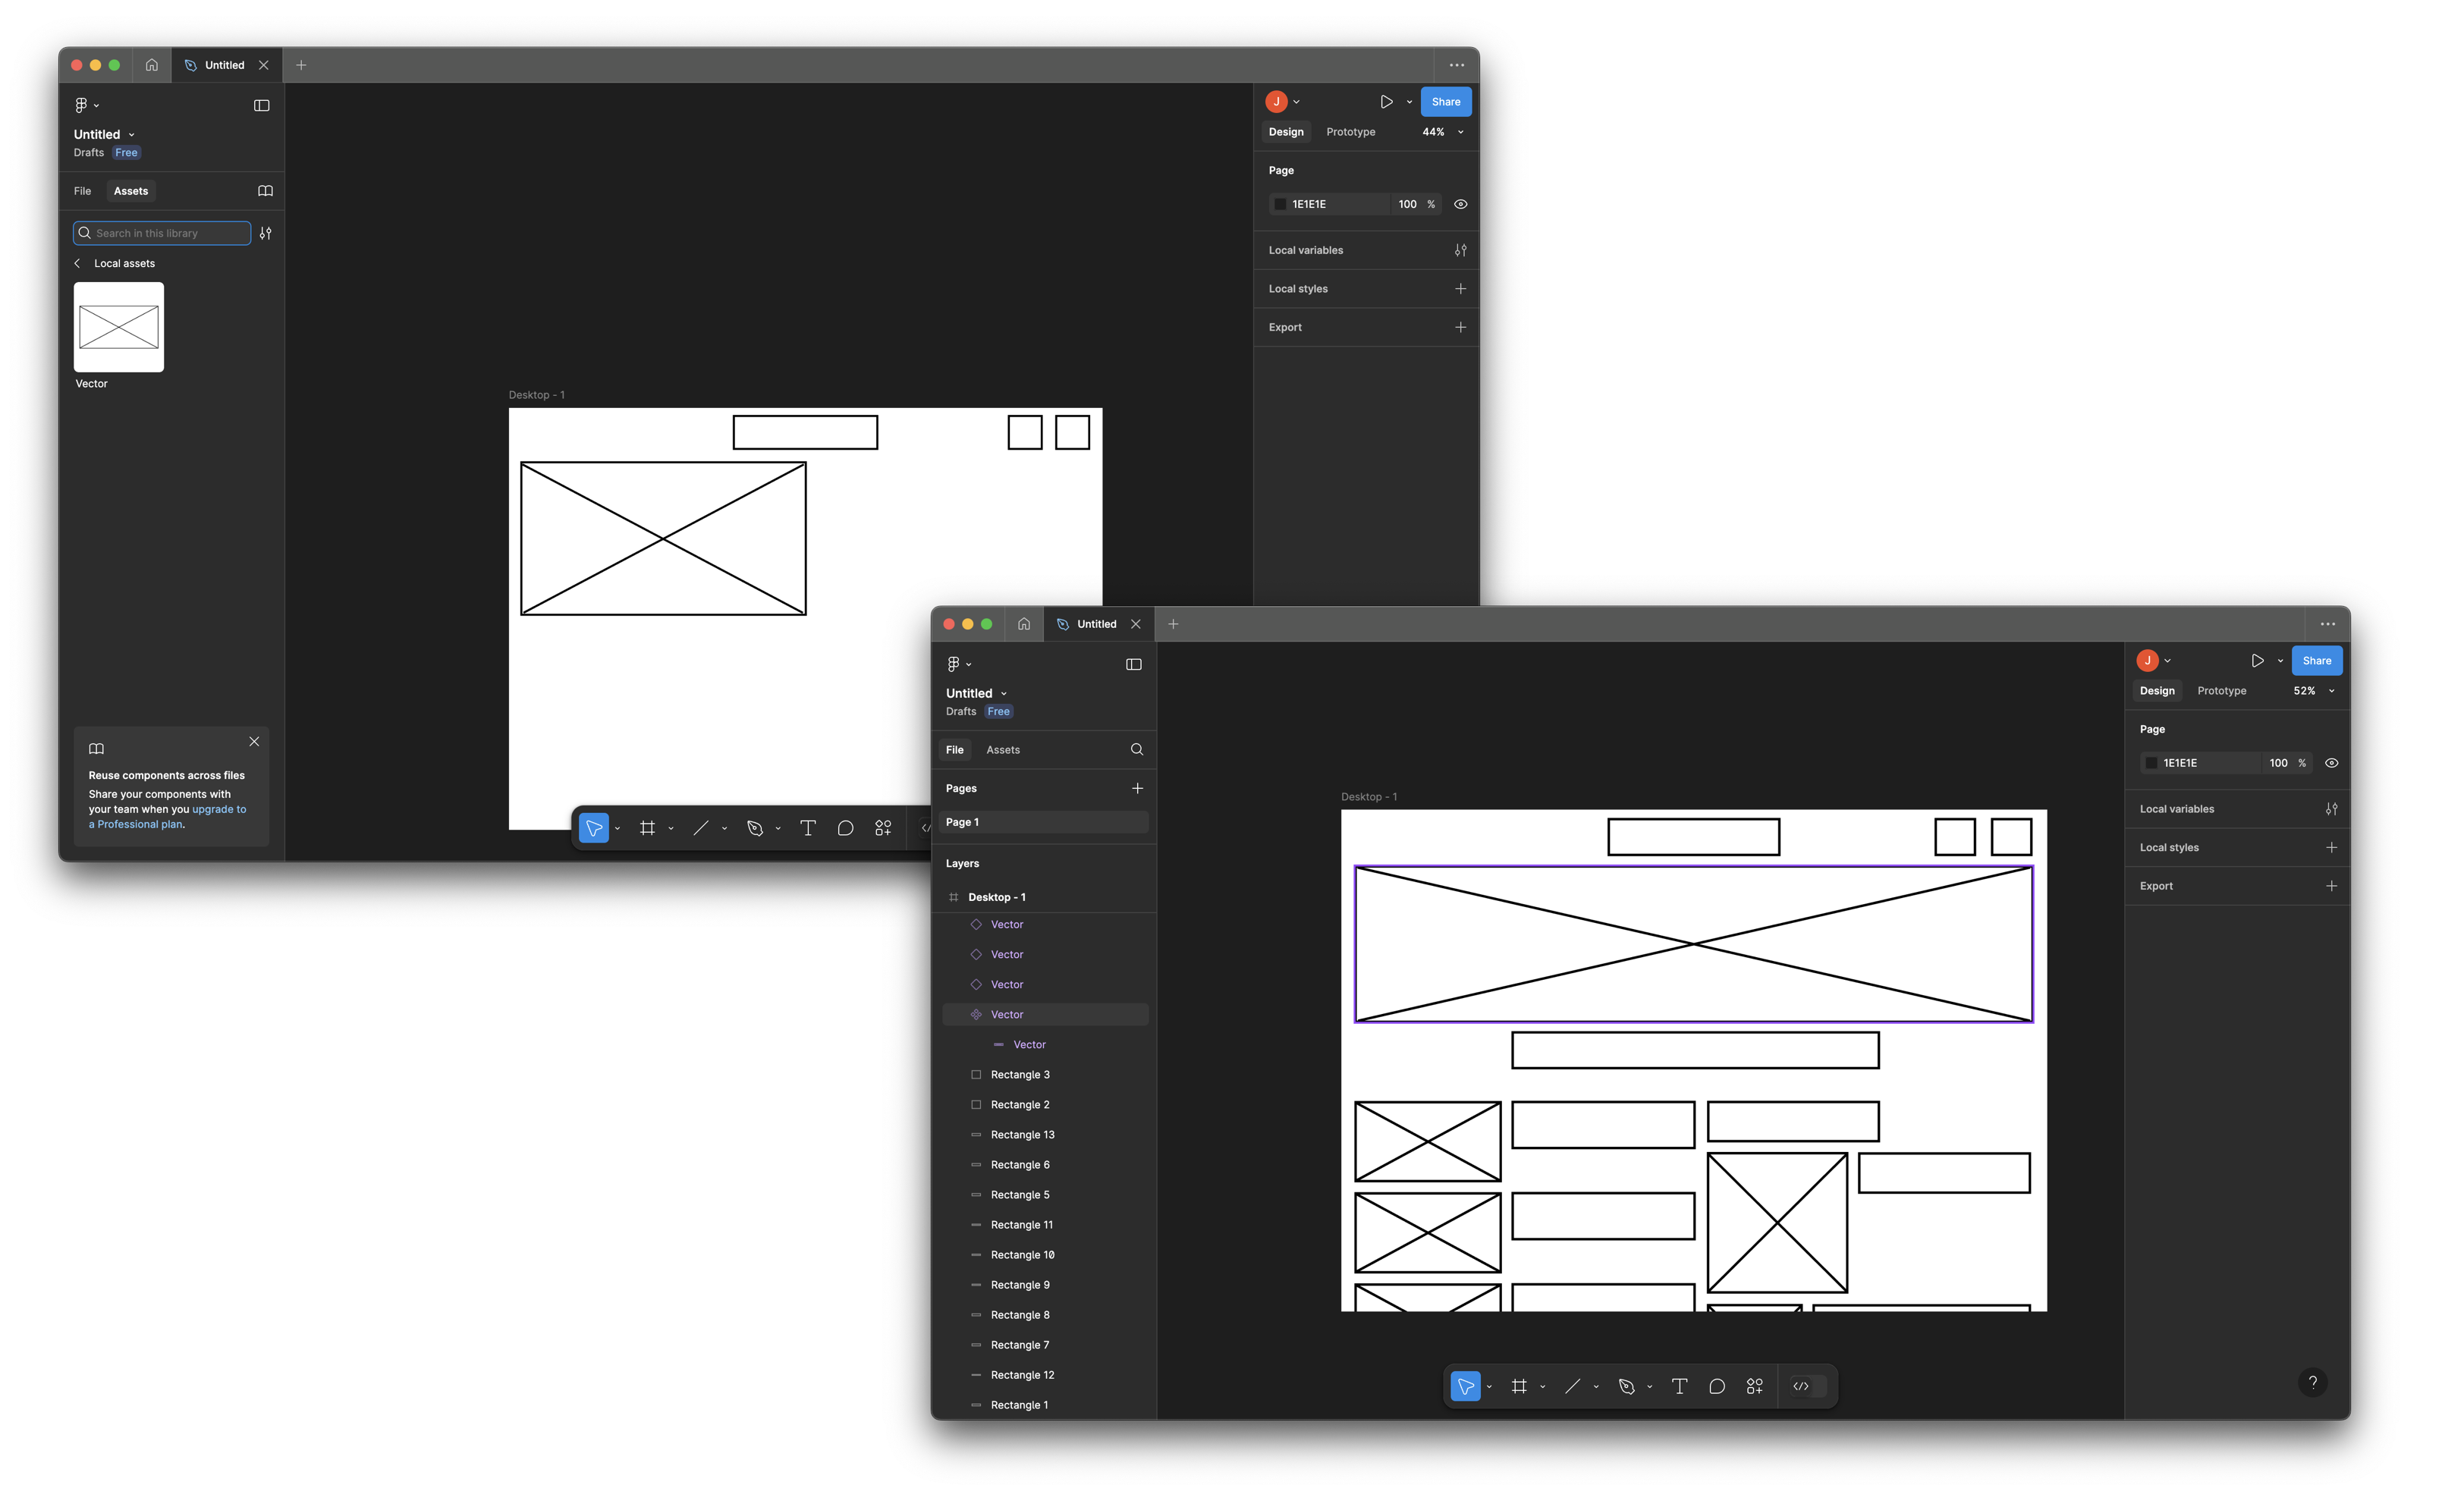 Untitled
Untitled
Drafts Free
File Assets
Search in this library
Local assets
Vector
Reuse components across files
Share your components with
your team when you upgrade to
a Professional plan.
Desktop - 1
J
Share
Design Prototype 44%
Page
1E1E1E 100 %
Local variables
Local styles
Export
Untitled
Untitled
Drafts Free
File Assets
Pages
Page 1
Layers
Desktop - 1
Vector
Vector
Vector
Vector
Vector
Rectangle 3
Rectangle 2
Rectangle 13
Rectangle 6
Rectangle 5
Rectangle 11
Rectangle 10
Rectangle 9
Rectangle 8
Rectangle 7
Rectangle 12
Rectangle 1
Desktop - 1
J
Share
Design Prototype 52%
Page
1E1E1E 100 %
Local variables
Local styles
Export
?